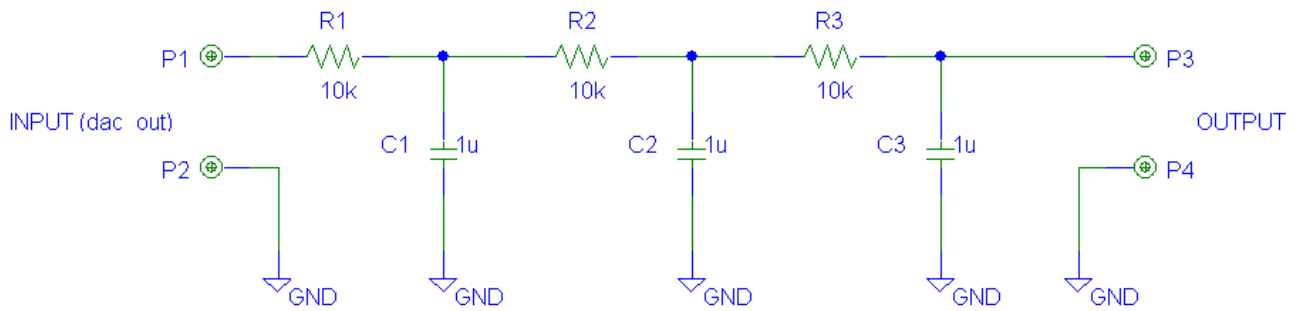 R1
R2
R3
P1
P3
10k
10k
10k
INPUT (dac out)
OUTPUT
C1
1u
C2
1u
C3
1u
P2
P4
GND
GND
GND
GND
GND